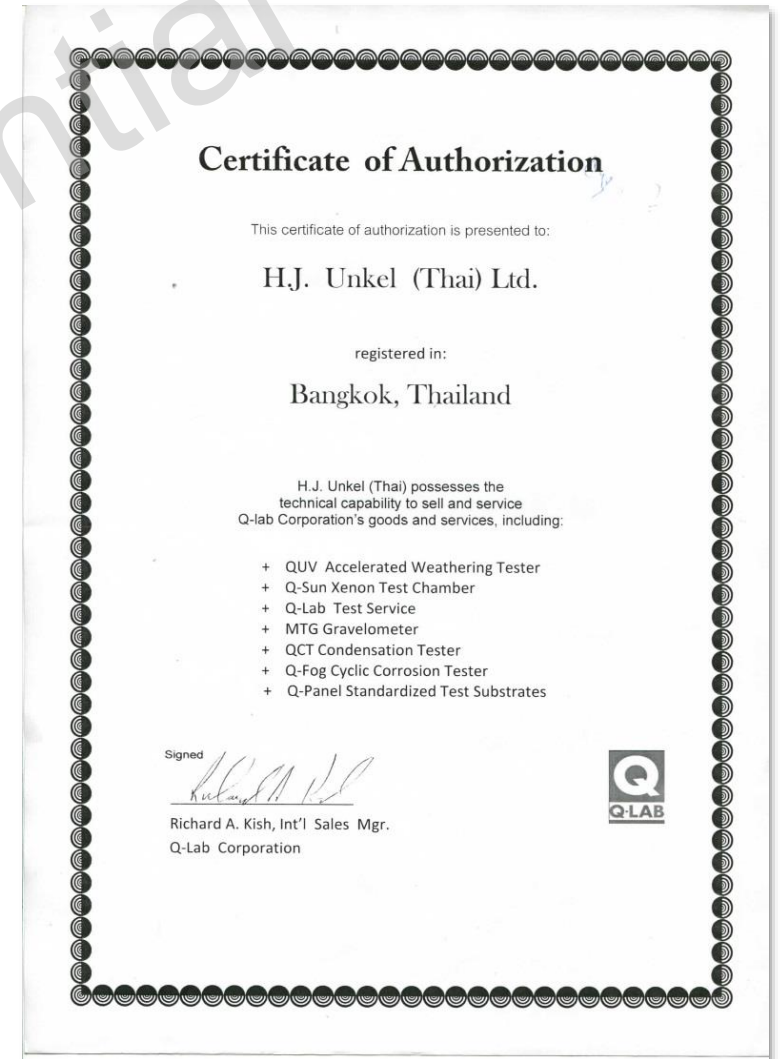 Certificate of Authorization
This certificate of authorization is presented to:
H.J. Unkel (Thai) Ltd.
registered in:
Bangkok, Thailand
H.J. Unkel (Thai) possesses the
technical capability to sell and service
Q-lab Corporation's goods and services, including:
+ QUV Accelerated Weathering Tester
+ Q-Sun Xenon Test Chamber
+ Q-Lab Test Service
+ MTG Gravelometer
+ QCT Condensation Tester
+ Q-Fog Cyclic Corrosion Tester
+ Q-Panel Standardized Test Substrates
Signed
Richard A. Kish, Int'l Sales Mgr.
Q-Lab Corporation
Q
Q-LAB